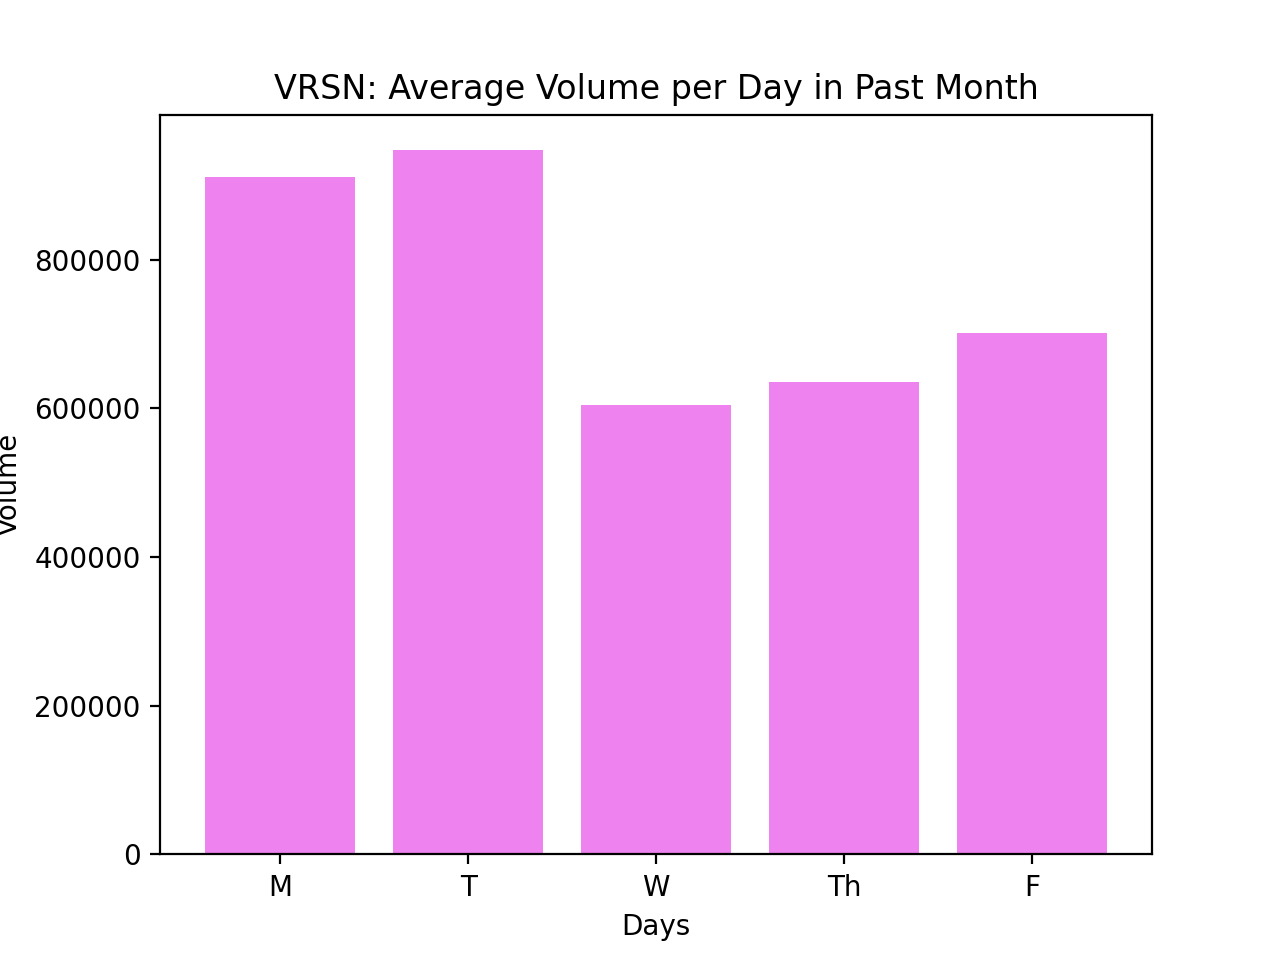 VRSN: Average Volume per Day in Past Month
Volume
800000
600000
400000
200000
0
M T W Th F
Days